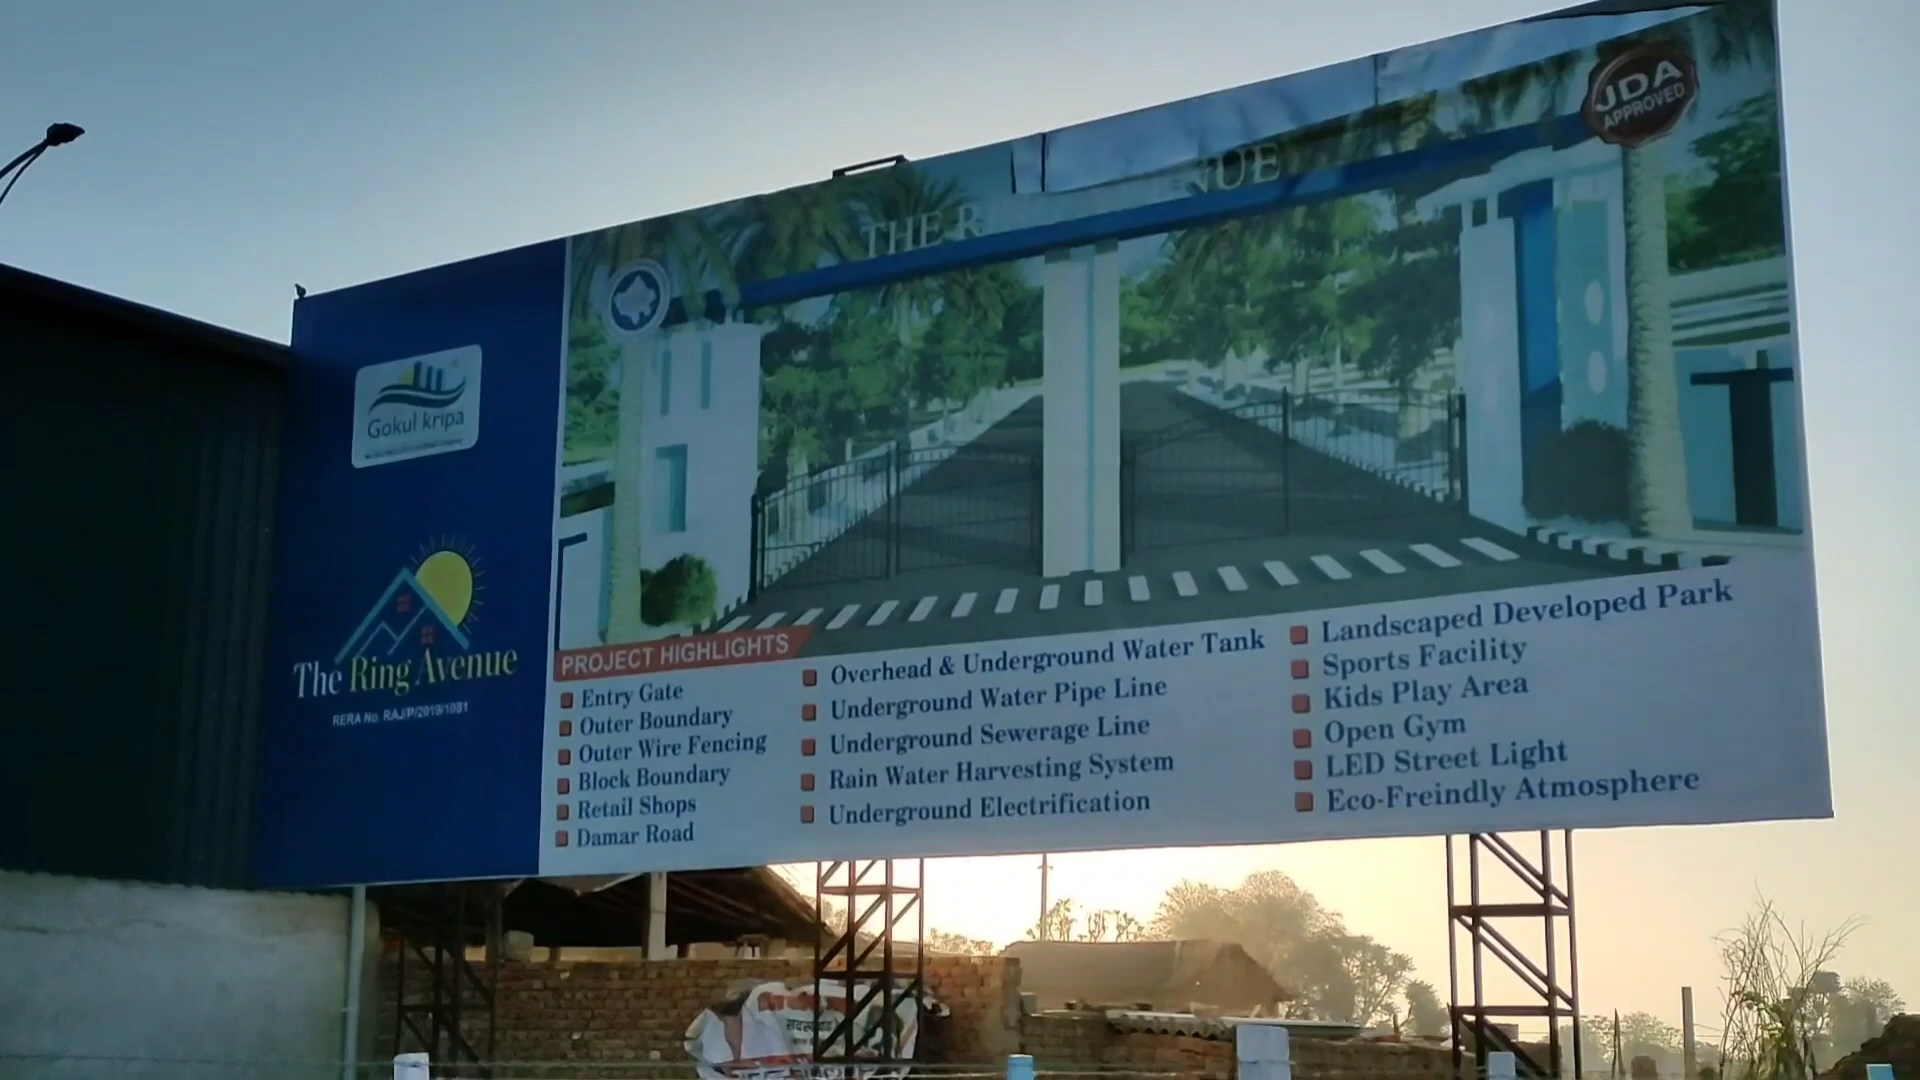 JDA
APPROVED
THE R NUE
Gokul kripa
The Ring Avenue
RERA No. RAJ/P/2019/1081
PROJECT HIGHLIGHTS
Entry Gate
Outer Boundary
Outer Wire Fencing
Block Boundary
Retail Shops
Damar Road
Overhead & Underground Water Tank
Underground Water Pipe Line
Underground Sewerage Line
Rain Water Harvesting System
Underground Electrification
Landscaped Developed Park
Sports Facility
Kids Play Area
Open Gym
LED Street Light
Eco-Freindly Atmosphere